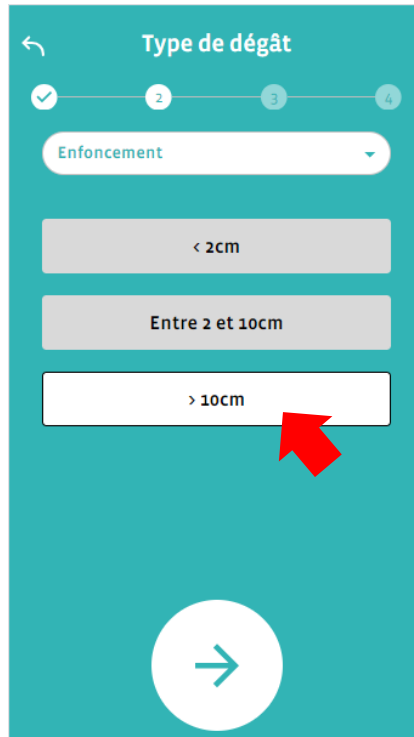 Type de dégât
2 3 4
Enfoncement
< 2cm
Entre 2 et 10cm
> 10cm